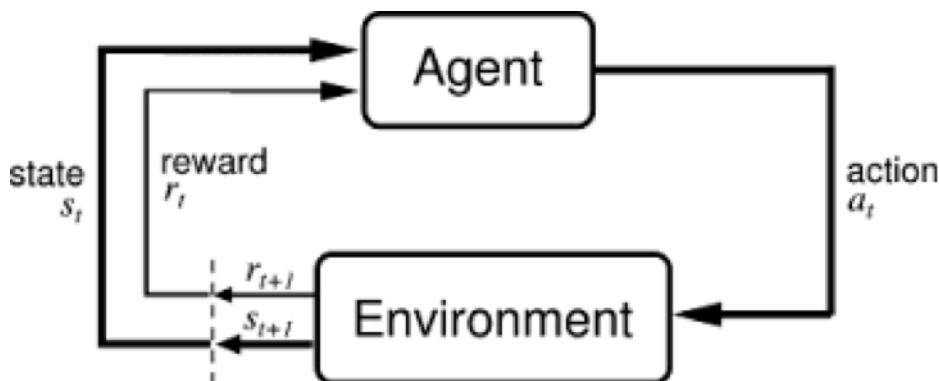 Agent
state
s_t
reward
r_t
action
a_t
r_{t+1}
s_{t+1}
Environment